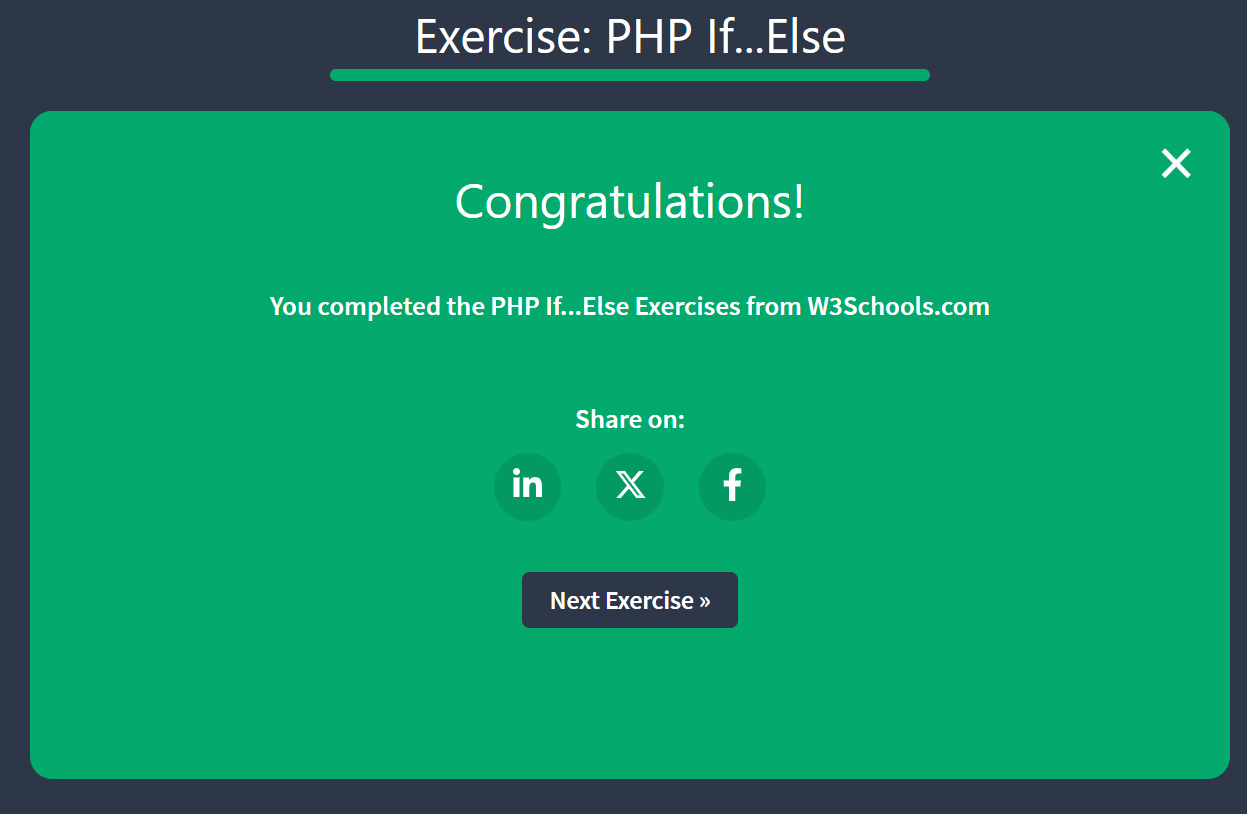 Exercise: PHP If...Else
Congratulations!
You completed the PHP If...Else Exercises from W3Schools.com
Share on:
Next Exercise »